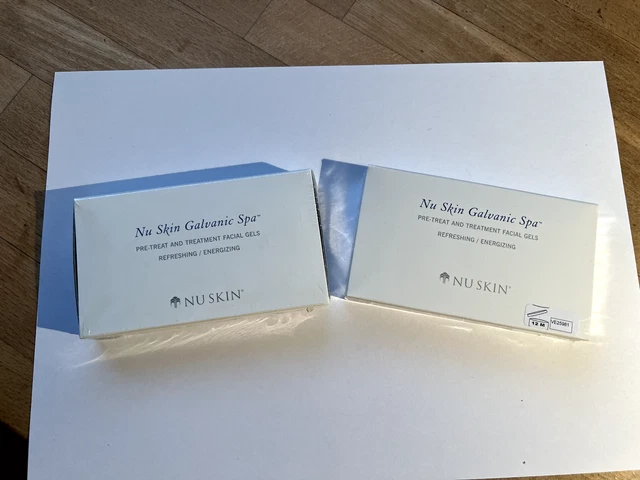 Nu Skin Galvanic Spa™
PRE-TREAT AND TREATMENT FACIAL GELS
REFRESHING / ENERGIZING
NU SKIN®
Nu Skin Galvanic Spa™
PRE-TREAT AND TREATMENT FACIAL GELS
REFRESHING / ENERGIZING
NU SKIN®
12 M